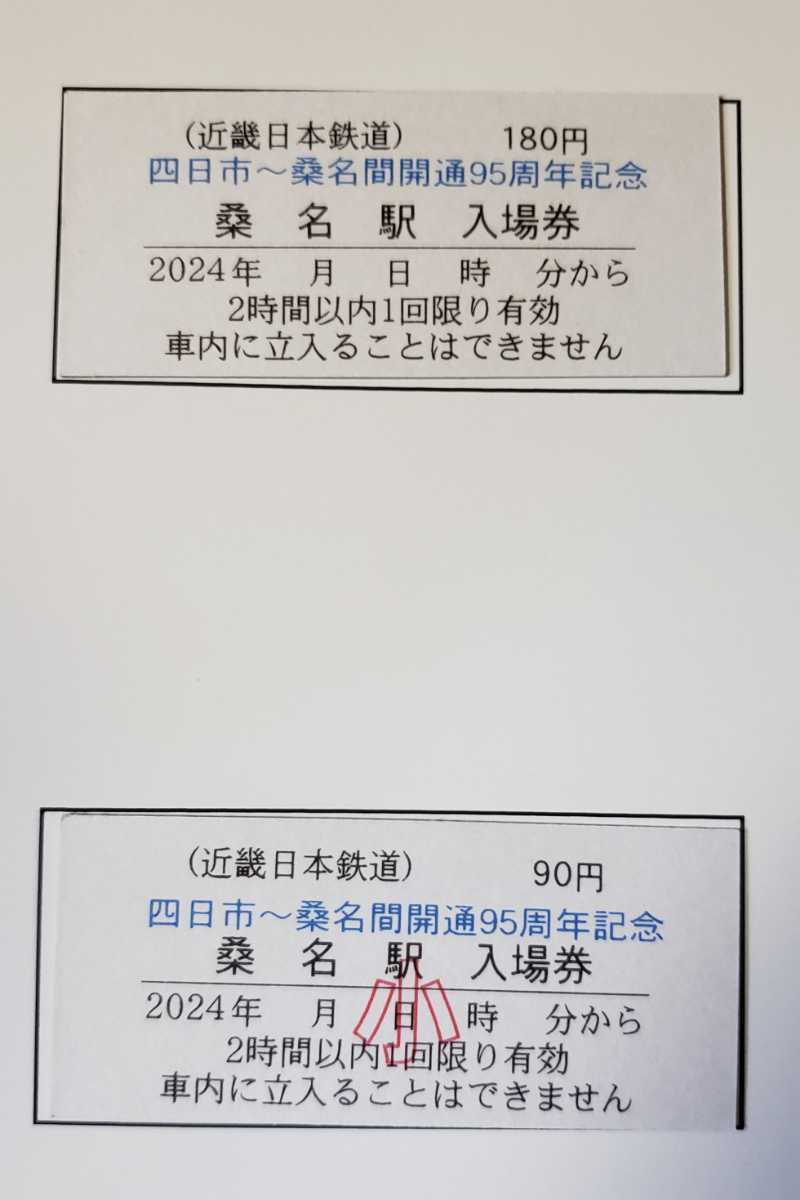 （近畿日本鉄道） 180円
四日市～桑名間開通95周年記念
桑 名 駅 入場券
2024年 月 日 時 分から
2時間以内1回限り有効
車内に立入ることはできません
（近畿日本鉄道） 90円
四日市～桑名間開通95周年記念
桑 名 駅 入場券
小
2024年 月 日 時 分から
2時間以内1回限り有効
車内に立入ることはできません